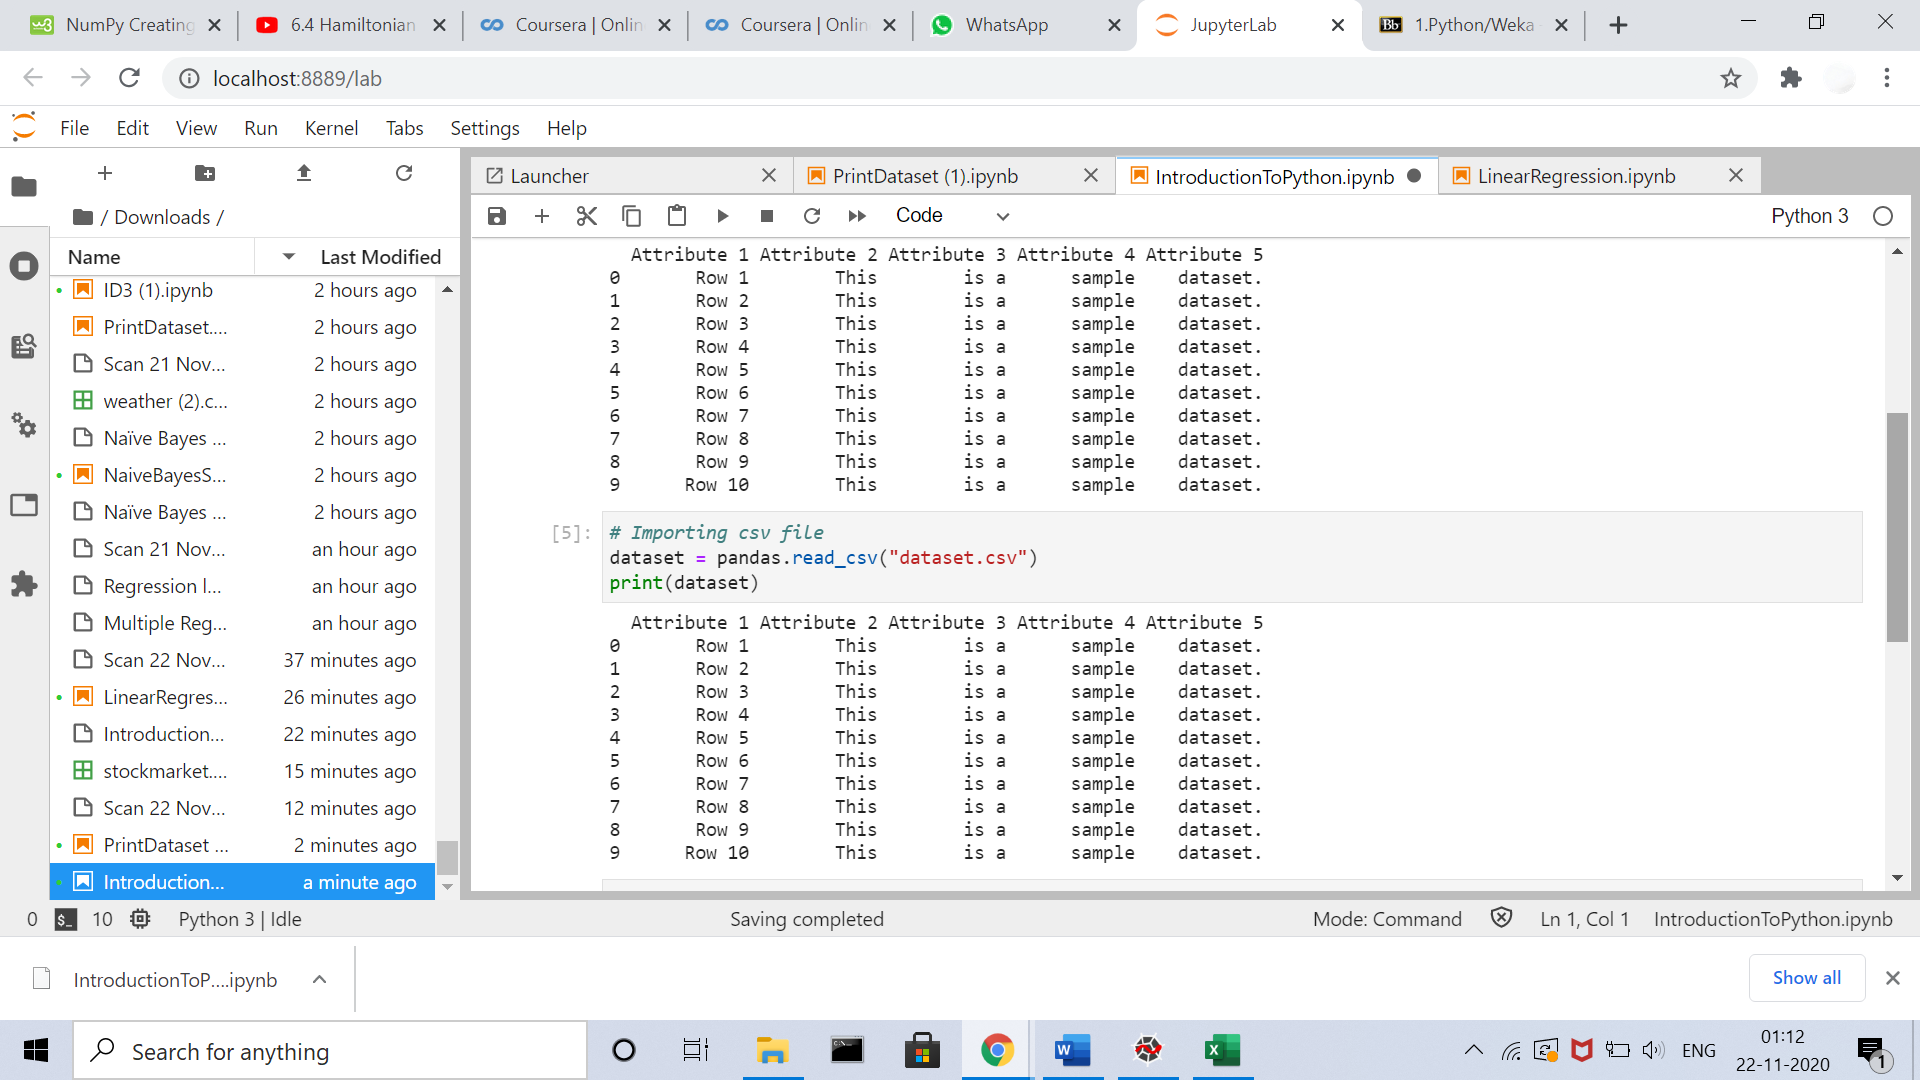 NumPy Creating
6.4 Hamiltonian
Coursera | Onlin
Coursera | Onlin
WhatsApp
JupyterLab
Bb 1.Python/Weka
localhost:8889/lab
File Edit View Run Kernel Tabs Settings Help
/ Downloads /
Name Last Modified
ID3 (1).ipynb 2 hours ago
PrintDataset.... 2 hours ago
Scan 21 Nov... 2 hours ago
weather (2).c... 2 hours ago
Naïve Bayes ... 2 hours ago
NaiveBayesS... 2 hours ago
Naïve Bayes ... 2 hours ago
Scan 21 Nov... an hour ago
Regression l... an hour ago
Multiple Reg... an hour ago
Scan 22 Nov... 37 minutes ago
LinearRegres... 26 minutes ago
Introduction... 22 minutes ago
stockmarket.... 15 minutes ago
Scan 22 Nov... 12 minutes ago
PrintDataset ... 2 minutes ago
Introduction... a minute ago
Launcher
PrintDataset (1).ipynb
IntroductionToPython.ipynb
LinearRegression.ipynb
Code
Python 3
Attribute 1 Attribute 2 Attribute 3 Attribute 4 Attribute 5
0 Row 1 This is a sample dataset.
1 Row 2 This is a sample dataset.
2 Row 3 This is a sample dataset.
3 Row 4 This is a sample dataset.
4 Row 5 This is a sample dataset.
5 Row 6 This is a sample dataset.
6 Row 7 This is a sample dataset.
7 Row 8 This is a sample dataset.
8 Row 9 This is a sample dataset.
9 Row 10 This is a sample dataset.
[5]: # Importing csv file
dataset = pandas.read_csv("dataset.csv")
print(dataset)
Attribute 1 Attribute 2 Attribute 3 Attribute 4 Attribute 5
0 Row 1 This is a sample dataset.
1 Row 2 This is a sample dataset.
2 Row 3 This is a sample dataset.
3 Row 4 This is a sample dataset.
4 Row 5 This is a sample dataset.
5 Row 6 This is a sample dataset.
6 Row 7 This is a sample dataset.
7 Row 8 This is a sample dataset.
8 Row 9 This is a sample dataset.
9 Row 10 This is a sample dataset.
0 $_ 10 Python 3 | Idle Saving completed Mode: Command Ln 1, Col 1 IntroductionToPython.ipynb
IntroductionToP....ipynb
Show all
Search for anything
ENG
01:12
22-11-2020
1